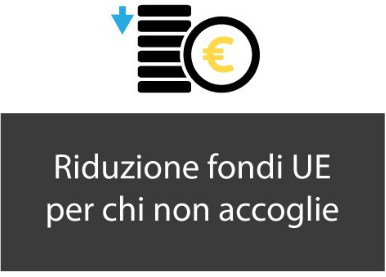 €
Riduzione fondi UE
per chi non accoglie